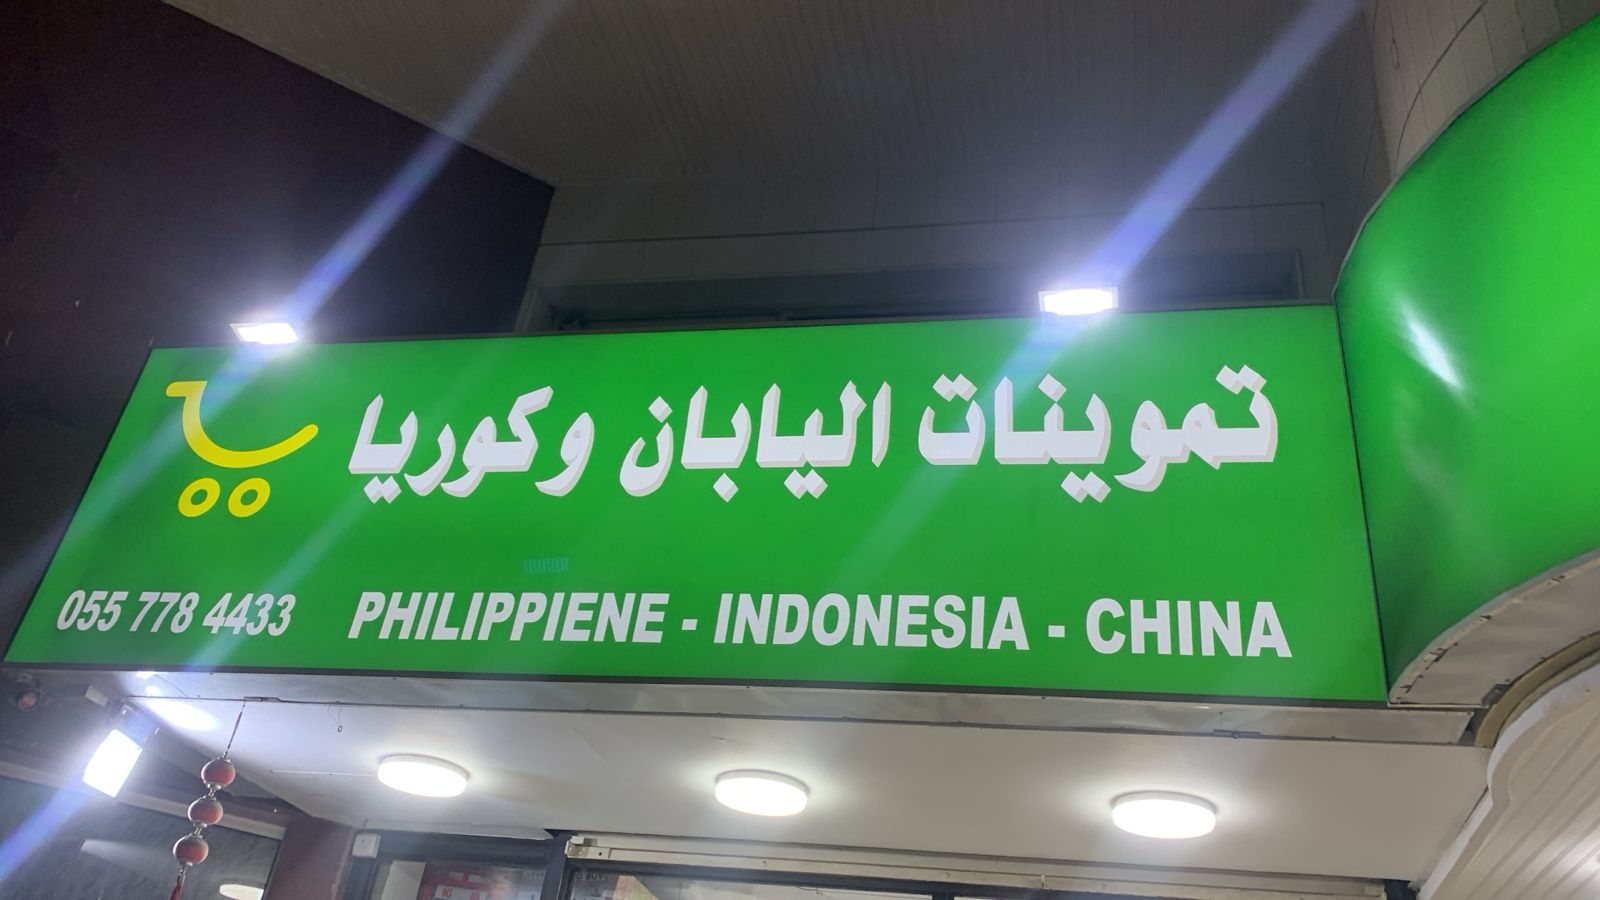 تموينات اليابان وكوريا
055 778 4433
PHILIPPIENE - INDONESIA - CHINA